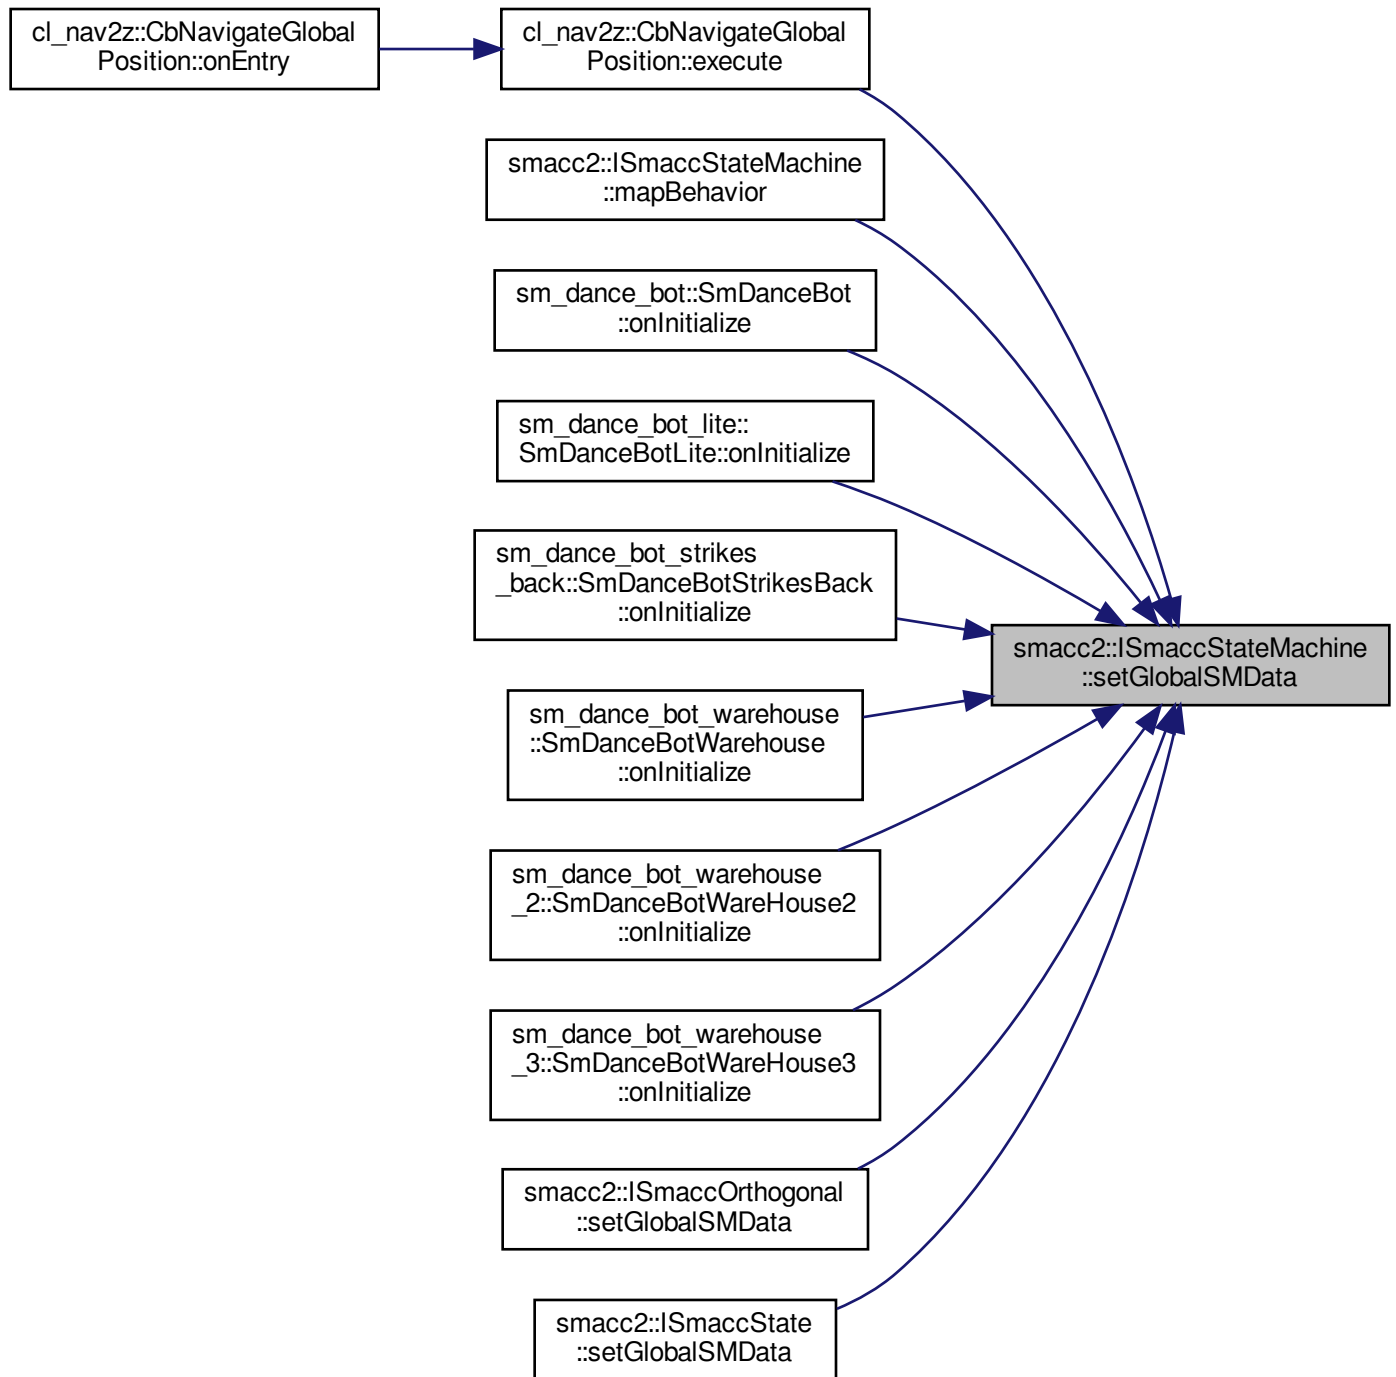 cl_nav2z::CbNavigateGlobal
Position::onEntry
cl_nav2z::CbNavigateGlobal
Position::execute
smacc2::ISmaccStateMachine
::mapBehavior
sm_dance_bot::SmDanceBot
::onInitialize
sm_dance_bot_lite::
SmDanceBotLite::onInitialize
sm_dance_bot_strikes
_back::SmDanceBotStrikesBack
::onInitialize
smacc2::ISmaccStateMachine
::setGlobalSMData
sm_dance_bot_warehouse
::SmDanceBotWarehouse
::onInitialize
sm_dance_bot_warehouse
_2::SmDanceBotWareHouse2
::onInitialize
sm_dance_bot_warehouse
_3::SmDanceBotWareHouse3
::onInitialize
smacc2::ISmaccOrthogonal
::setGlobalSMData
smacc2::ISmaccState
::setGlobalSMData